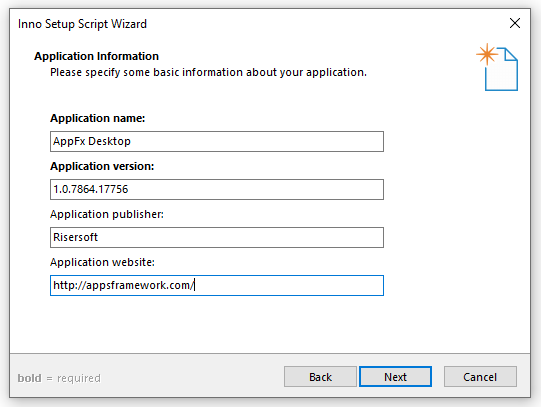 Inno Setup Script Wizard
Application Information
Please specify some basic information about your application.
Application name:
AppFx Desktop
Application version:
1.0.7864.17756
Application publisher:
Risersoft
Application website:
http://appsframework.com/
bold = required
Back
Next
Cancel